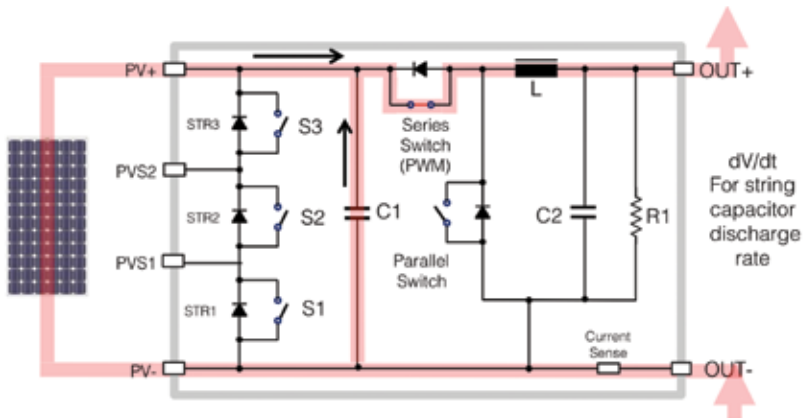 PV+
OUT+
STR3
S3
L
Series
Switch
(PWM)
PVS2
dV/dt
For string
capacitor
discharge
rate
STR2
S2
C1
C2
R1
PVS1
Parallel
Switch
STR1
S1
Current
Sense
PV-
OUT-